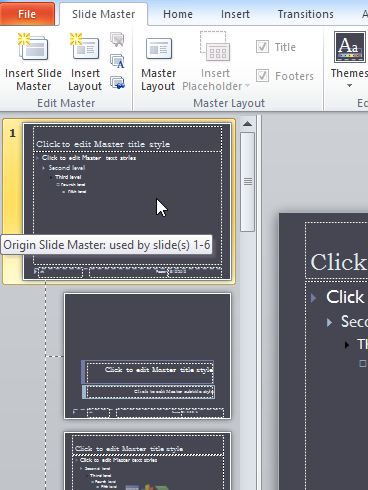 File Slide Master Home Insert Transitions
Insert Slide Master
Insert Layout
Master Layout
Insert Placeholder
Title
Footers
Aa
Themes
Edit Master
Master Layout
1
Click to edit Master title style
Click to edit Master text styles
Second level
Third level
Fourth level
Fifth level
Origin Slide Master: used by slide(s) 1-6
Click to edit Master title style
Click to edit Master subtitle style
Click to edit Master title style
Click to edit Master text styles
Second level
Third level
Fourth level
Fifth level
Click
Click
Seco
Th